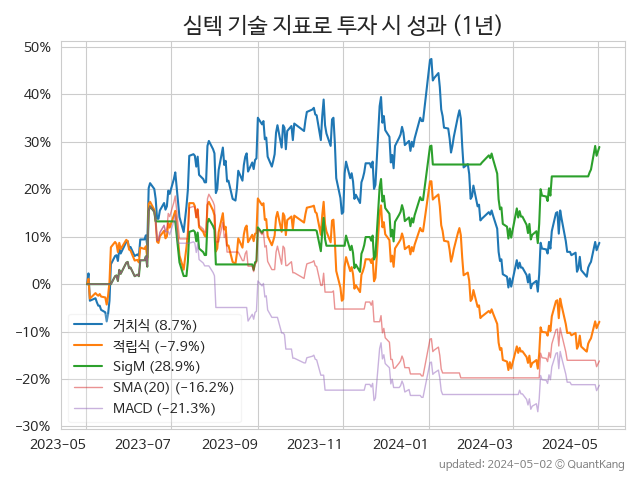 심텍 기술 지표로 투자 시 성과 (1년)
50%
40%
30%
20%
10%
0%
−10%
−20%
−30%
거치식 (8.7%)
적립식 (−7.9%)
SigM (28.9%)
SMA(20) (−16.2%)
MACD (−21.3%)
2023-05 2023-07 2023-09 2023-11 2024-01 2024-03 2024-05
updated: 2024-05-02 ⓒ QuantKang